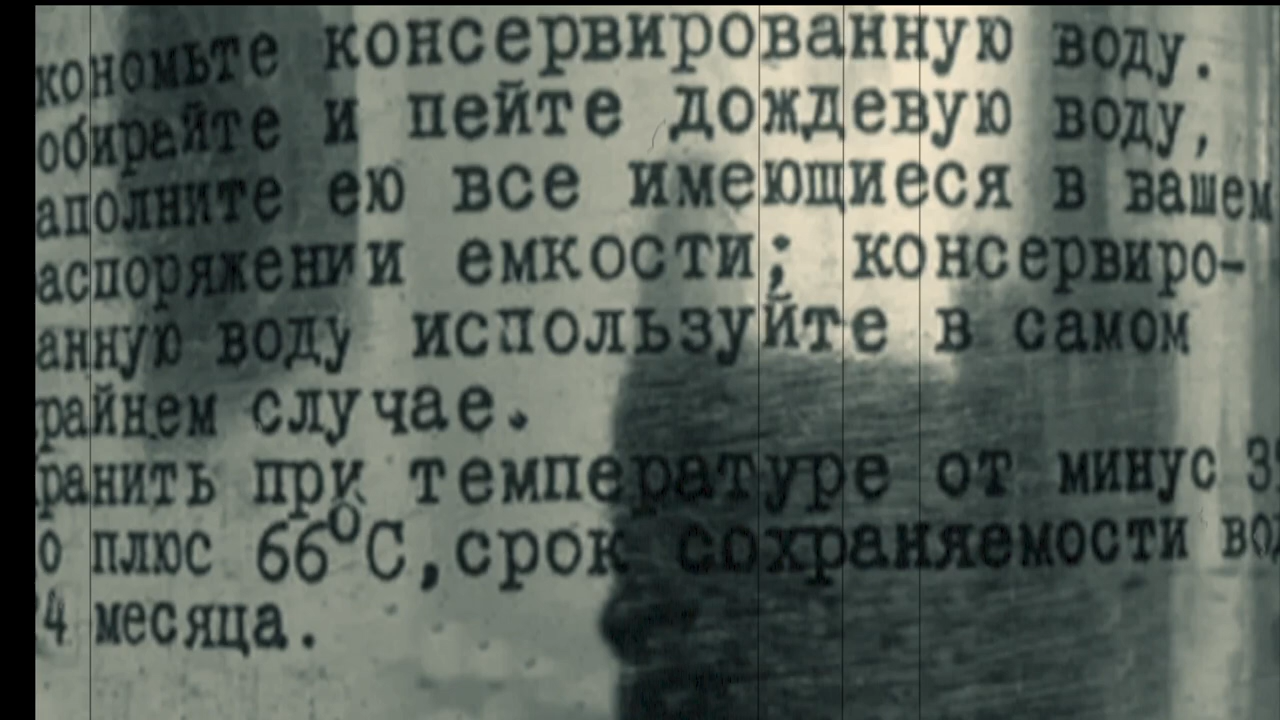 кономьте консервированную воду.
обирайте и пейте дождевую воду,
аполните ею все имеющиеся в вашем
аспоряжении емкости; консервиро-
анную воду используйте в самом
райнем случае.
ранить при температуре от минус
о плюс 66°С, срок сохраняемости
4 месяца.